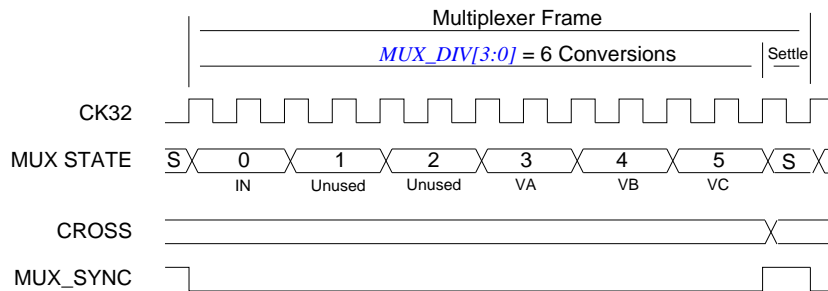 Multiplexer Frame
MUX_DIV[3:0] = 6 Conversions
Settle
CK32
MUX STATE
S 0 1 2 3 4 5 S
IN Unused Unused VA VB VC
CROSS
MUX_SYNC